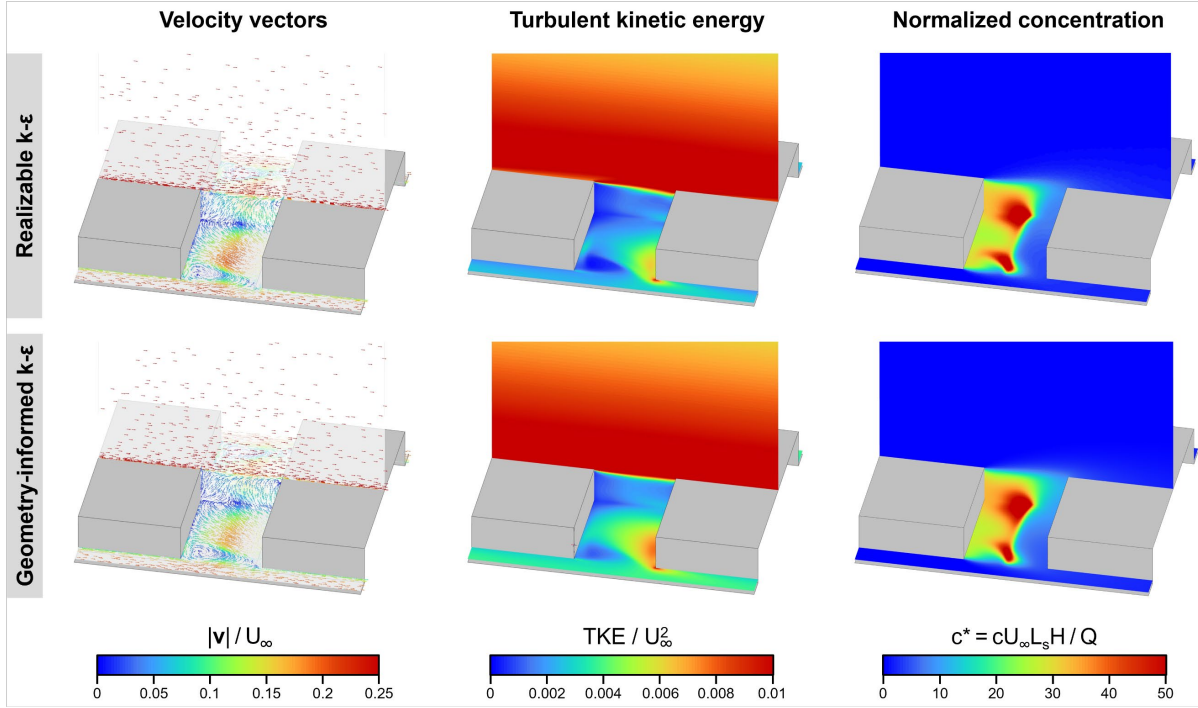 Velocity vectors
Turbulent kinetic energy
Normalized concentration
Realizable k-ε
Geometry-informed k-ε
|v| / U∞
0 0.05 0.1 0.15 0.2 0.25
TKE / U∞²
0 0.002 0.004 0.006 0.008 0.01
c* = cU∞LₛH / Q
0 10 20 30 40 50